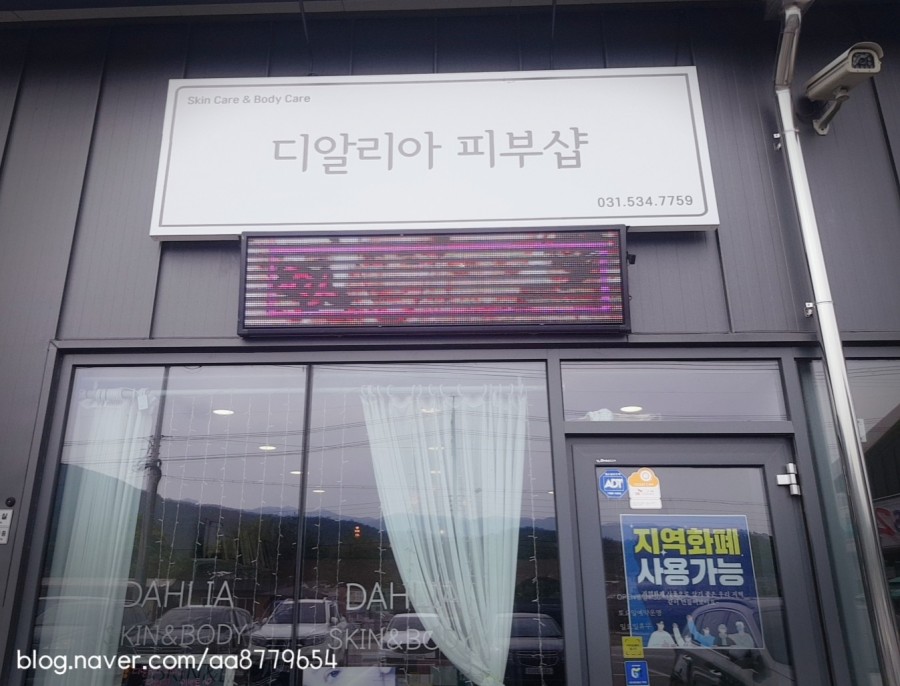 Skin Care & Body Care
디알리아 피부샵
031.534.7759
ADT
지역화폐
사용가능
DAHLIA
SKIN&BODY
DAHLIA
SKIN&BODY
blog.naver.com/aa8779654